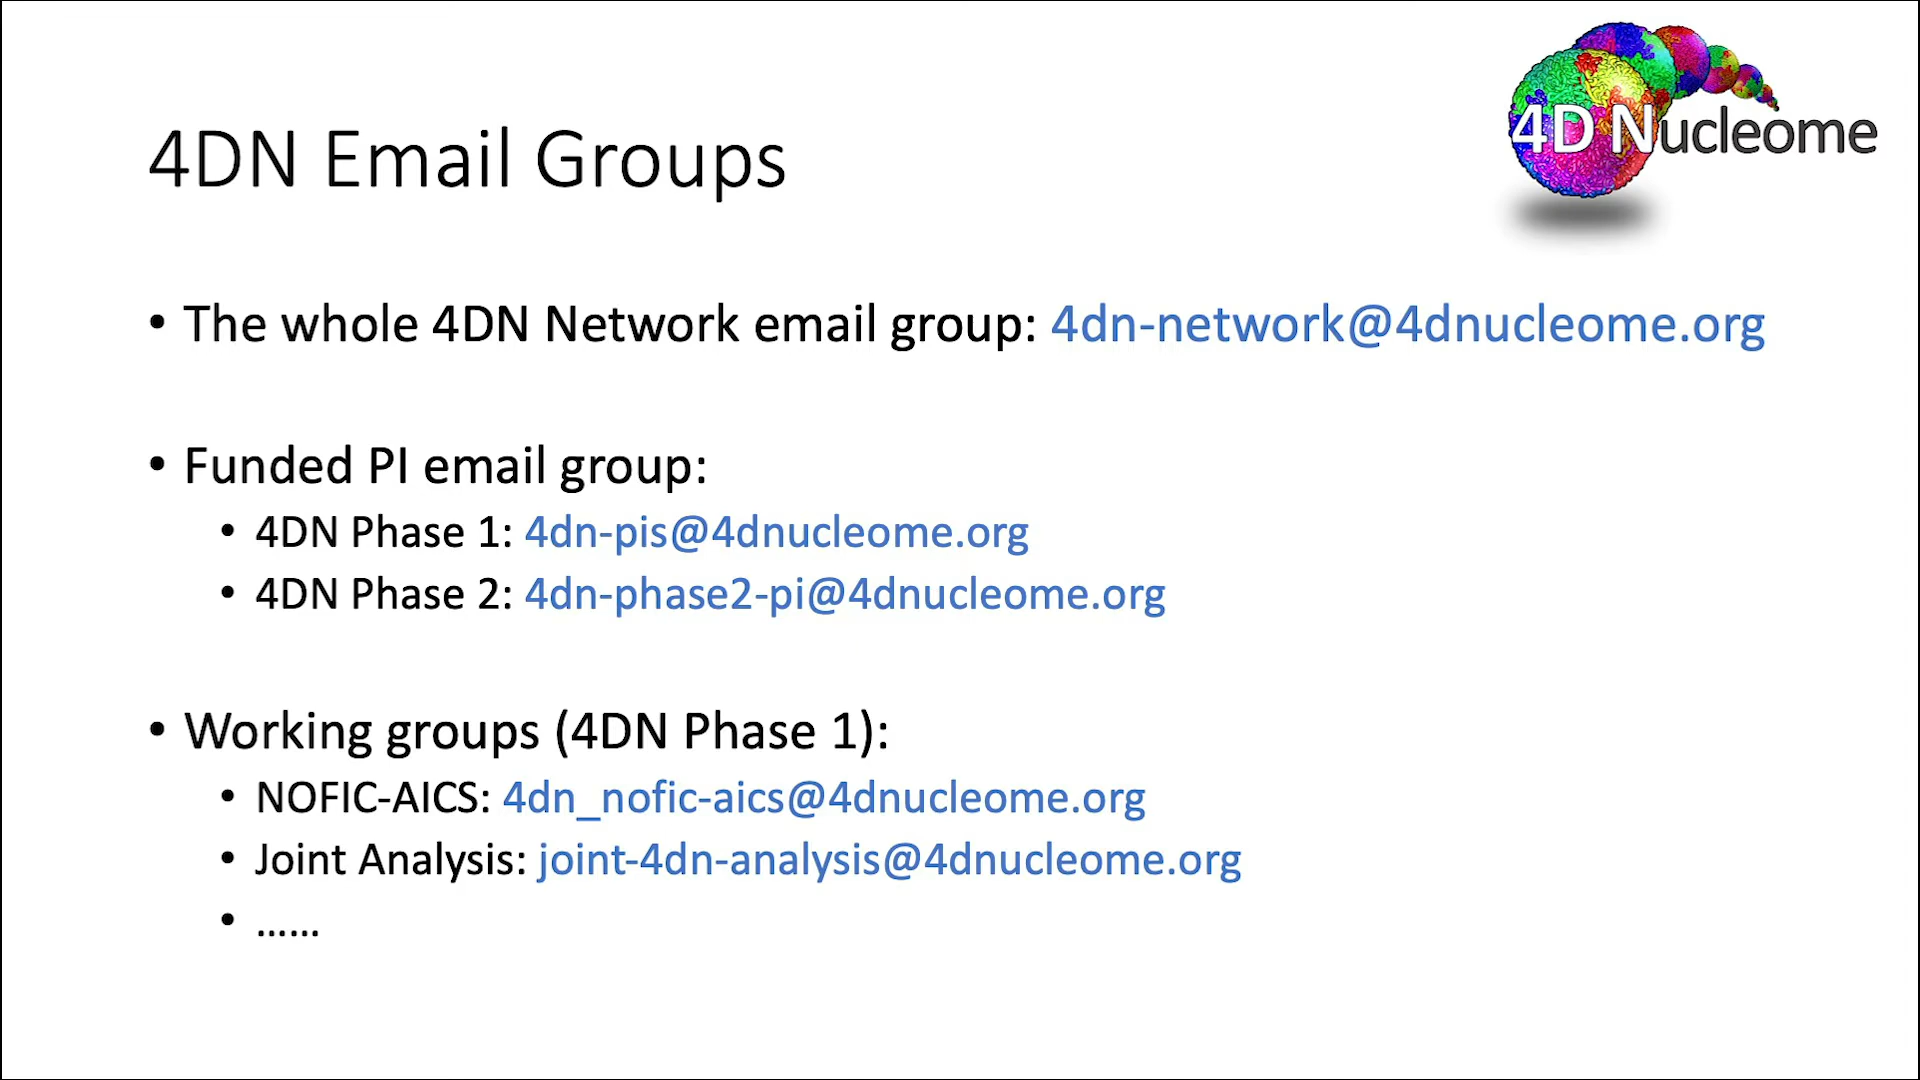 4D Nucleome
4DN Email Groups
• The whole 4DN Network email group: 4dn-network@4dnucleome.org
• Funded PI email group:
• 4DN Phase 1: 4dn-pis@4dnucleome.org
• 4DN Phase 2: 4dn-phase2-pi@4dnucleome.org
• Working groups (4DN Phase 1):
• NOFIC-AICS: 4dn_nofic-aics@4dnucleome.org
• Joint Analysis: joint-4dn-analysis@4dnucleome.org
• ……